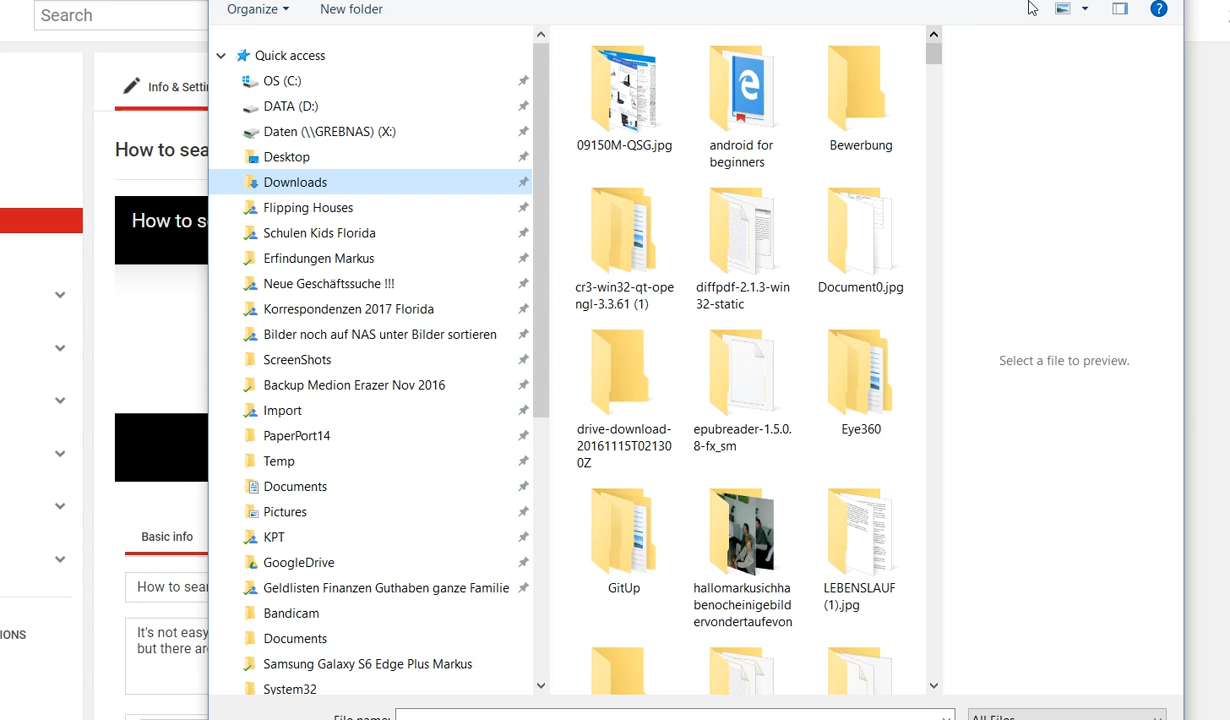 Search
Organize
New folder
?
Info & Setti
How to sea
How to s
Basic info
How to sear
It's not easy
but there ar
IONS
Quick access
OS (C:)
DATA (D:)
Daten (\\GREBNAS) (X:)
Desktop
Downloads
Flipping Houses
Schulen Kids Florida
Erfindungen Markus
Neue Geschäftssuche !!!
Korrespondenzen 2017 Florida
Bilder noch auf NAS unter Bilder sortieren
ScreenShots
Backup Medion Erazer Nov 2016
Import
PaperPort14
Temp
Documents
Pictures
KPT
GoogleDrive
Geldlisten Finanzen Guthaben ganze Familie
Bandicam
Documents
Samsung Galaxy S6 Edge Plus Markus
System32
09150M-QSG.jpg
android for
beginners
Bewerbung
cr3-win32-qt-ope
ngl-3.3.61 (1)
diffpdf-2.1.3-win
32-static
Document0.jpg
drive-download-
20161115T02130
0Z
epubreader-1.5.0.
8-fx_sm
Eye360
GitUp
hallomarkusichha
benocheinigebild
ervondertaufevon
LEBENSLAUF
(1).jpg
Select a file to preview.
File name:
All Files